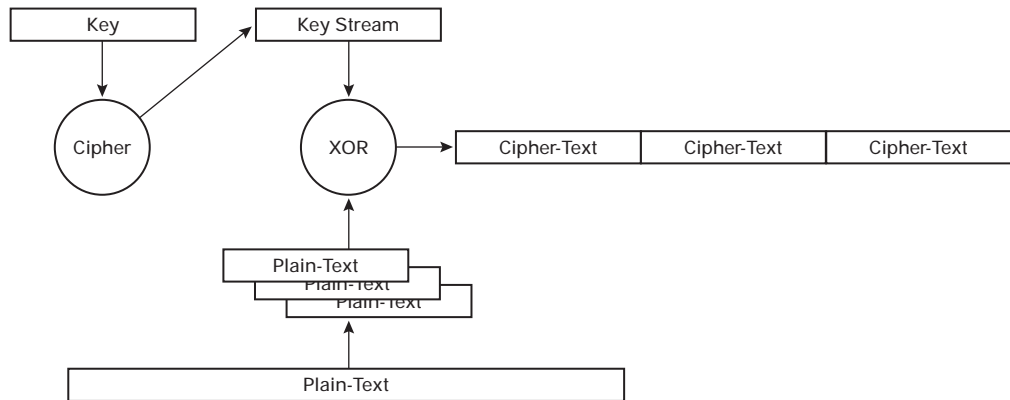 Key
Key Stream
Cipher
XOR
Cipher-Text
Cipher-Text
Cipher-Text
Plain-Text
Plain-Text
Plain-Text
Plain-Text